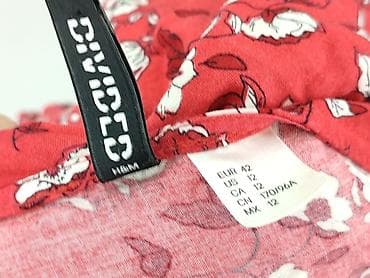 DIVIDED
H&M
EUR 42
US 12
CA 12
CN 170/96A
MX 12